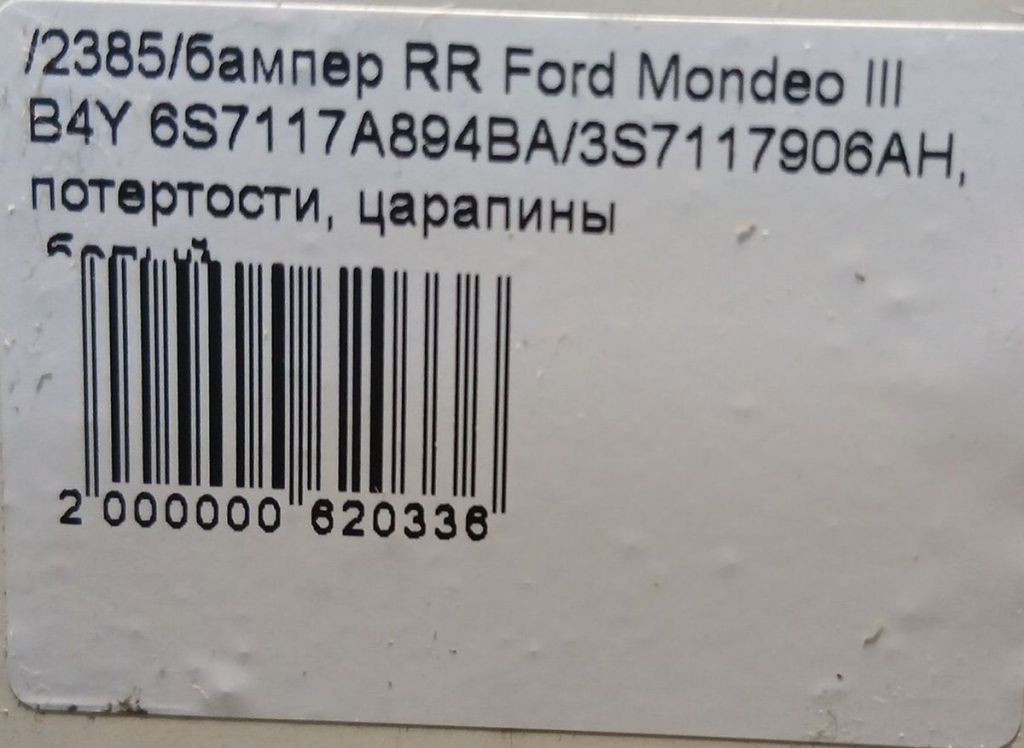 /2385/бампер RR Ford Mondeo III
B4Y 6S7117A894BA/3S7117906AH,
потертости, царапины
2 000000 620336